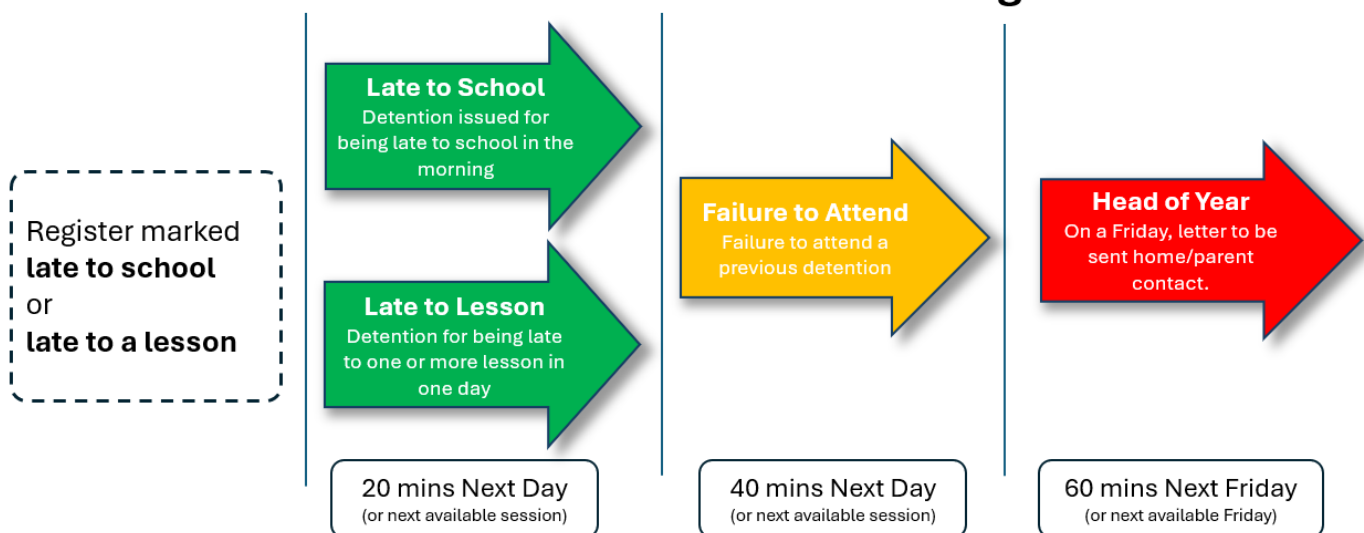 Register marked
late to school
or
late to a lesson
Late to School
Detention issued for
being late to school in the
morning
Late to Lesson
Detention for being late
to one or more lesson in
one day
20 mins Next Day
(or next available session)
Failure to Attend
Failure to attend a
previous detention
40 mins Next Day
(or next available session)
Head of Year
On a Friday, letter to be
sent home/parent
contact.
60 mins Next Friday
(or next available Friday)